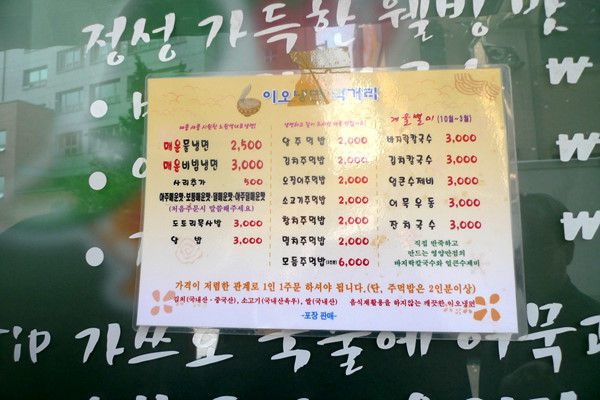 정성 가득한 웰빙 맛
이오냉면 먹거리
매운물냉면 2,500
매운비빔냉면 3,000
사리추가 500
아주매운맛·보통매운맛·덜매운맛·아주덜매운맛
(처음주문시 말씀해주세요)
도토리묵사발 3,000
3,000
주먹밥 2,000
김치주먹밥 2,000
오징어주먹밥 2,000
소고기주먹밥 2,000
참치주먹밥 2,000
멸치주먹밥 2,000
모듬주먹밥 6,000
겨울별미 (10월~3월)
바지락칼국수 3,000
김치칼국수 3,000
얼큰수제비 3,000
어묵우동 3,000
잔치국수 3,000
직접 반죽하고
만드는 영양만점의
바지락칼국수와 얼큰수제비
가격이 저렴한 관계로 1인 1주문 하셔야 됩니다.(단, 주먹밥은 2인분이상)
김치(국내산·중국산), 소고기(국내산육우), 쌀(국내산) 음식재활용을 하지않는 깨끗한 이오냉면
-포장 판매-
₩
₩
₩
Tip 가쓰오 국물에 어묵과